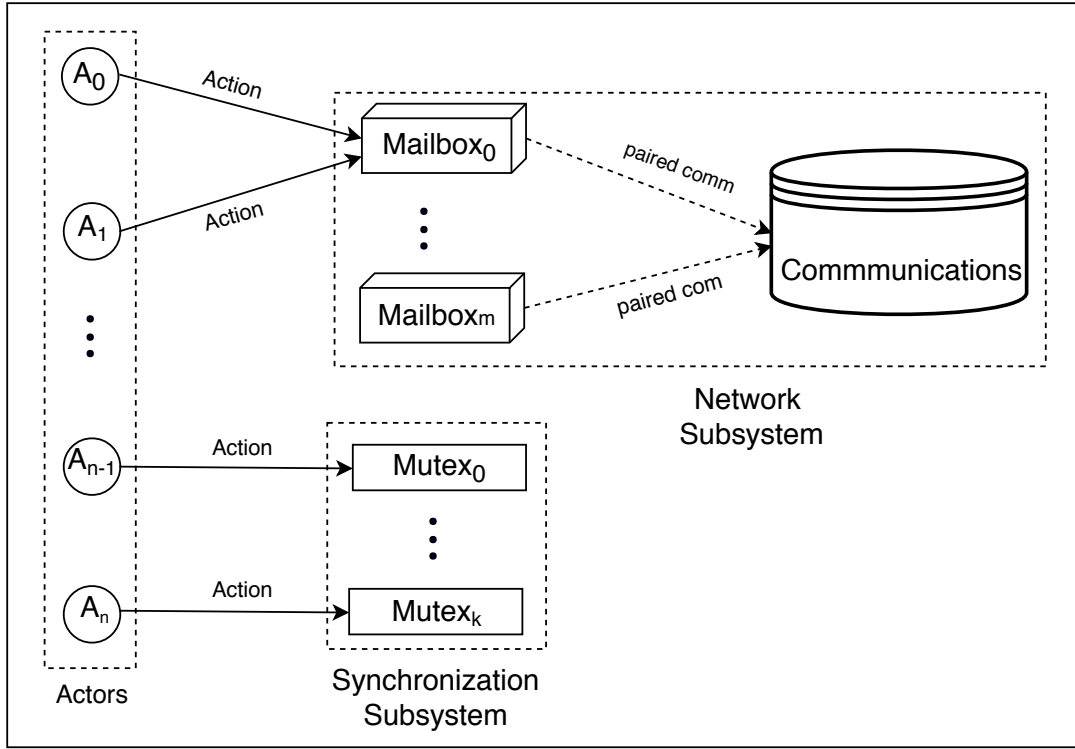 A0
Action
Mailbox0
paired comm
A1
Action
Commmunications
Mailboxm
paired com
Network
Subsystem
An-1
Action
Mutex0
An
Action
Mutexk
Actors
Synchronization
Subsystem